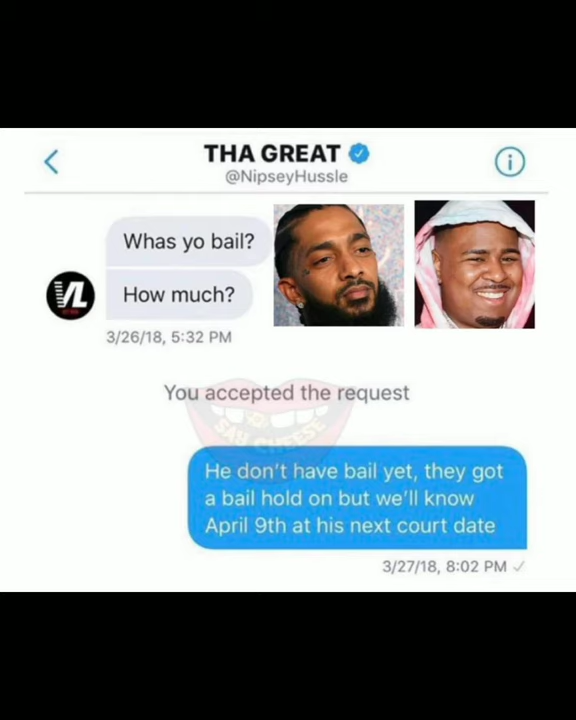 THA GREAT
@NipseyHussle
Whas yo bail?
How much?
3/26/18, 5:32 PM
You accepted the request
SAY CHEESE
He don't have bail yet, they got
a bail hold on but we'll know
April 9th at his next court date
3/27/18, 8:02 PM